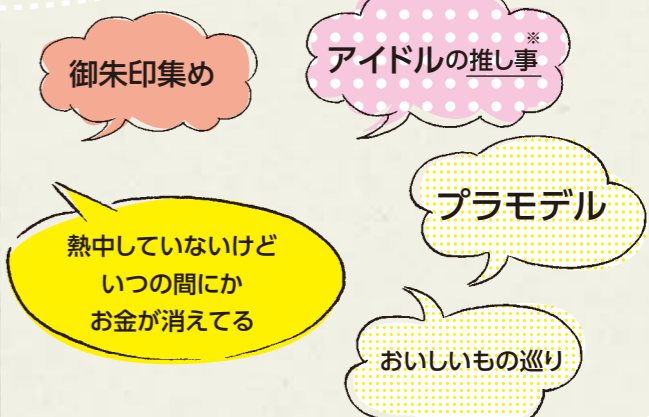 御朱印集め
アイドルの推し事※
プラモデル
熱中していないけど
いつの間にか
お金が消えてる
おいしいもの巡り